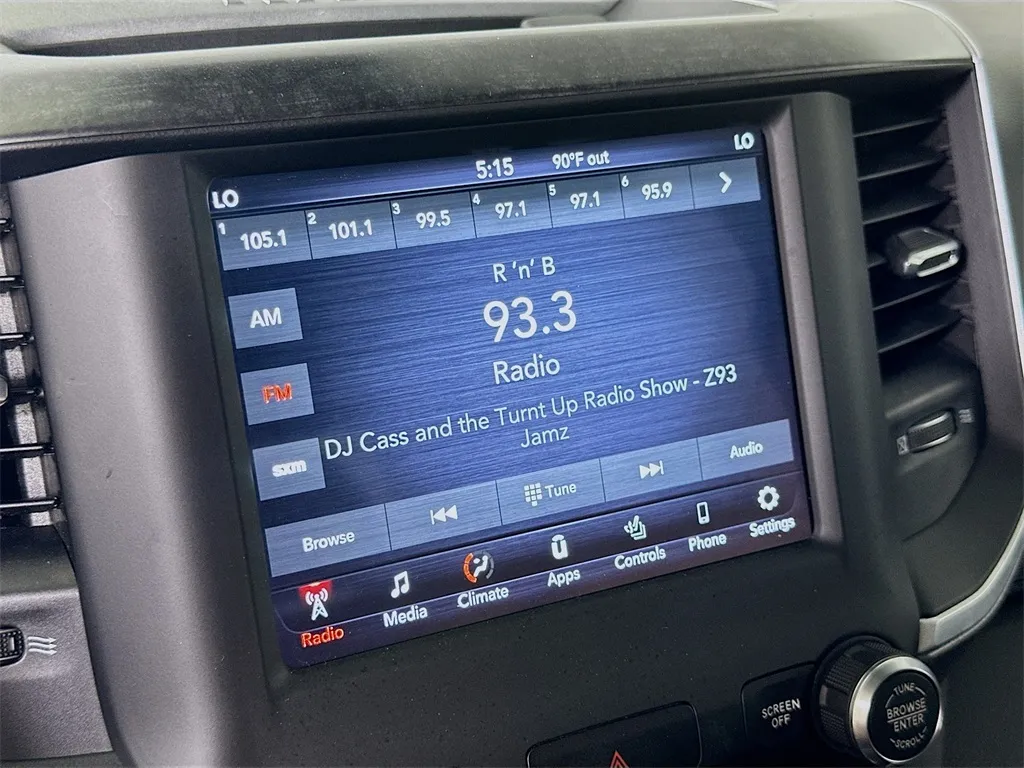 LO 5:15 90°F out LO
1 105.1 2 101.1 3 99.5 4 97.1 5 97.1 6 95.9
R 'n' B
AM
93.3
FM
Radio
DJ Cass and the Turnt Up Radio Show - Z93
Jamz
sxm
Browse Tune Audio
Radio Media Climate Apps Controls Phone Settings
SCREEN
OFF
TUNE
BROWSE
ENTER
SCROLL